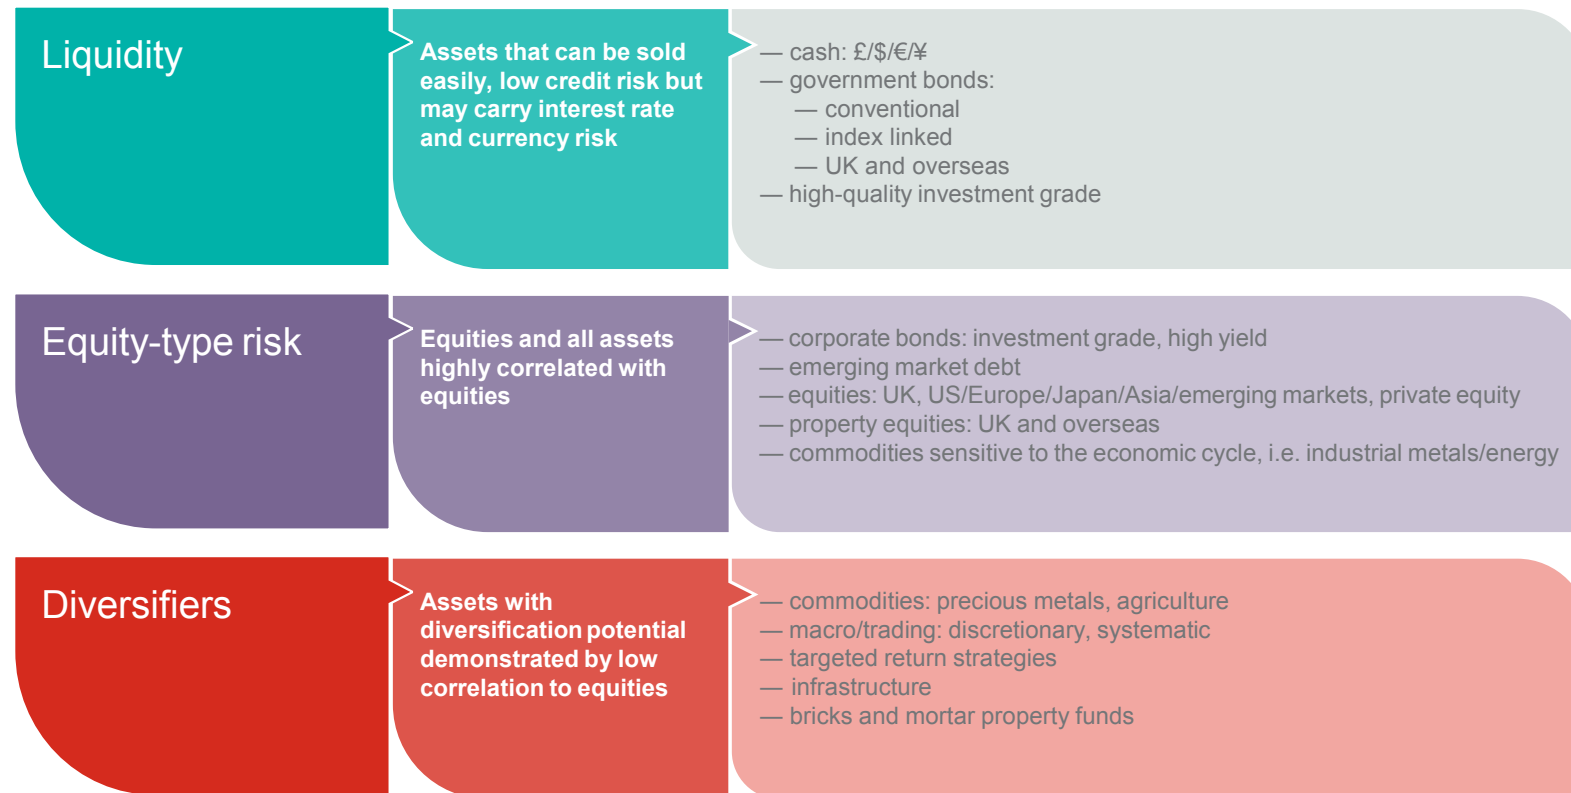 Liquidity
Assets that can be sold
easily, low credit risk but
may carry interest rate
and currency risk
— cash: £/$/€/¥
— government bonds:
— conventional
— index linked
— UK and overseas
— high-quality investment grade
Equity-type risk
Equities and all assets
highly correlated with
equities
— corporate bonds: investment grade, high yield
— emerging market debt
— equities: UK, US/Europe/Japan/Asia/emerging markets, private equity
— property equities: UK and overseas
— commodities sensitive to the economic cycle, i.e. industrial metals/energy
Diversifiers
Assets with
diversification potential
demonstrated by low
correlation to equities
— commodities: precious metals, agriculture
— macro/trading: discretionary, systematic
— targeted return strategies
— infrastructure
— bricks and mortar property funds